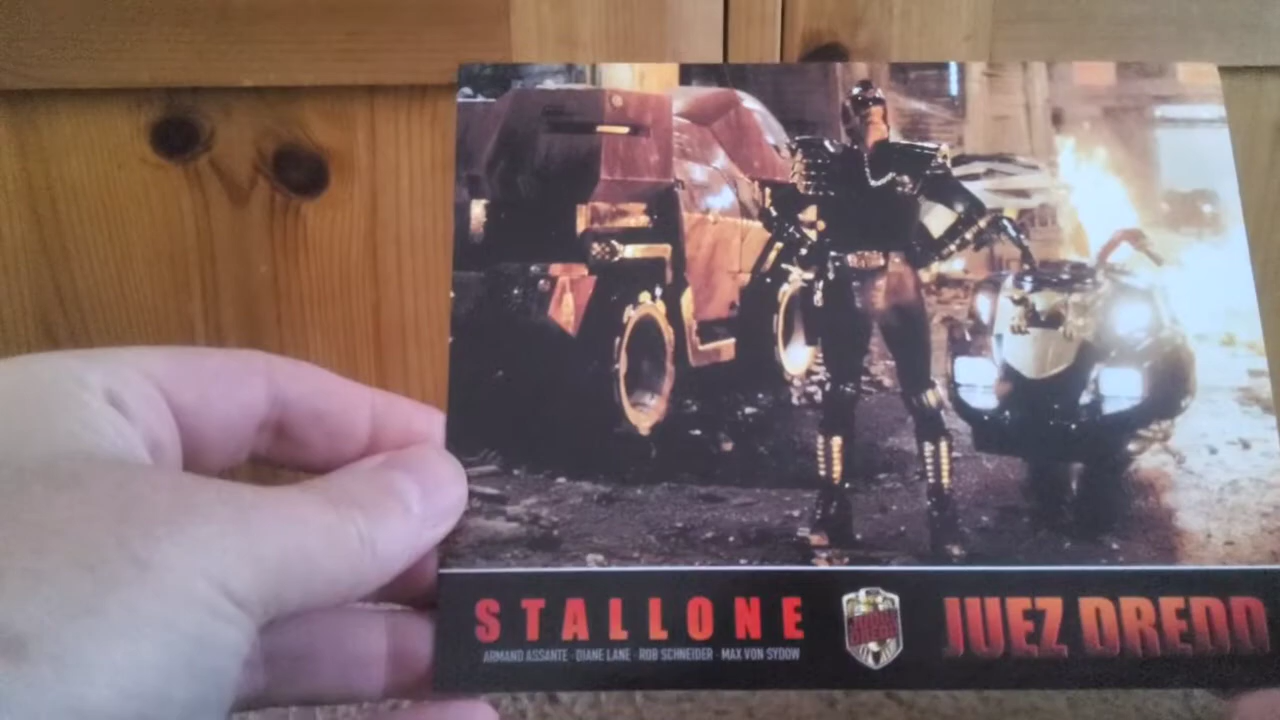 STALLONE
ARMAND ASSANTE · DIANE LANE · ROB SCHNEIDER · MAX VON SYDOW
JUEZ DREDD